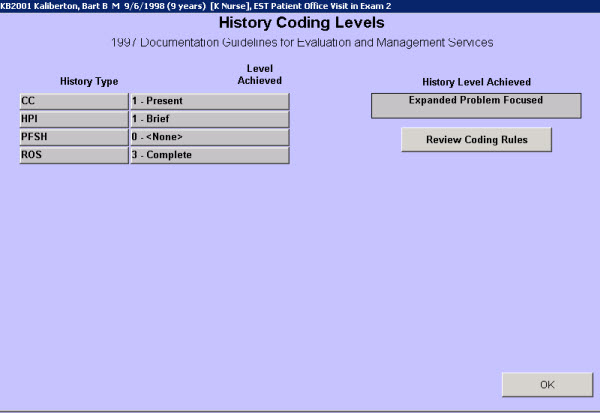 KB2001 Kaliberton, Bart B M 9/6/1998 (9 years) [K Nurse], EST Patient Office Visit in Exam 2
History Coding Levels
1997 Documentation Guidelines for Evaluation and Management Services
History Type
Level
Achieved
History Level Achieved
CC 1 - Present
Expanded Problem Focused
HPI 1 - Brief
PFSH 0 - <None>
Review Coding Rules
ROS 3 - Complete
OK